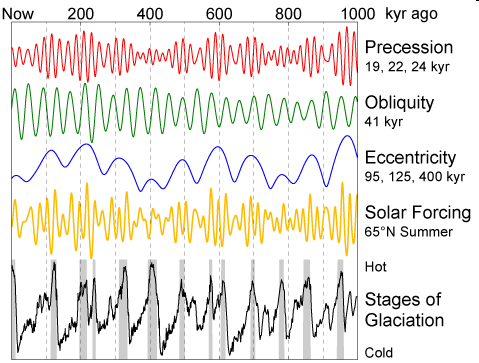 Now 200 400 600 800 1000 kyr ago
Precession
19, 22, 24 kyr
Obliquity
41 kyr
Eccentricity
95, 125, 400 kyr
Solar Forcing
65°N Summer
Hot
Stages of
Glaciation
Cold